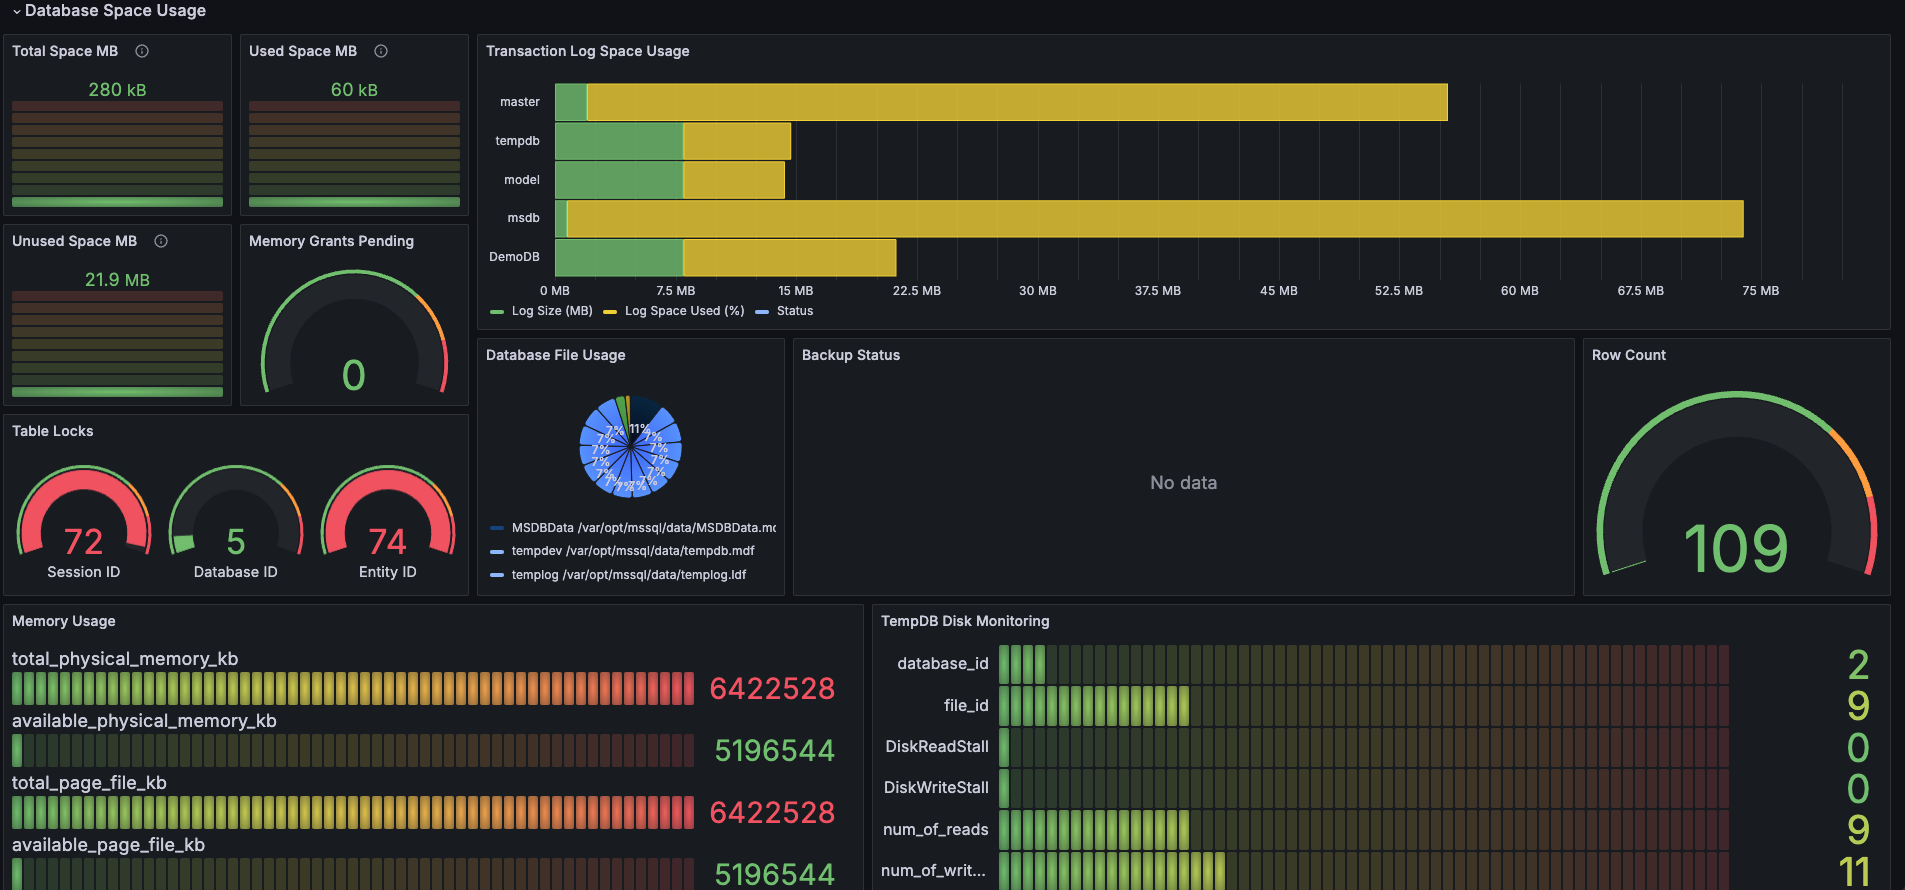 Database Space Usage
Total Space MB
280 kB
Used Space MB
60 kB
Transaction Log Space Usage
master
tempdb
model
msdb
DemoDB
0 MB 7.5 MB 15 MB 22.5 MB 30 MB 37.5 MB 45 MB 52.5 MB 60 MB 67.5 MB 75 MB
Log Size (MB) Log Space Used (%) Status
Unused Space MB
21.9 MB
Memory Grants Pending
0
Table Locks
72 5 74
Session ID Database ID Entity ID
Database File Usage
11%
7%
7%
7%
7%
7%
7%
7%
7%
7%
7%
7%
7%
7%
MSDBData /var/opt/mssql/data/MSDBData.md
tempdev /var/opt/mssql/data/tempdb.mdf
templog /var/opt/mssql/data/templog.ldf
Backup Status
No data
Row Count
109
Memory Usage
total_physical_memory_kb
6422528
available_physical_memory_kb
5196544
total_page_file_kb
6422528
available_page_file_kb
5196544
TempDB Disk Monitoring
database_id 2
file_id 9
DiskReadStall 0
DiskWriteStall 0
num_of_reads 9
num_of_writ... 11